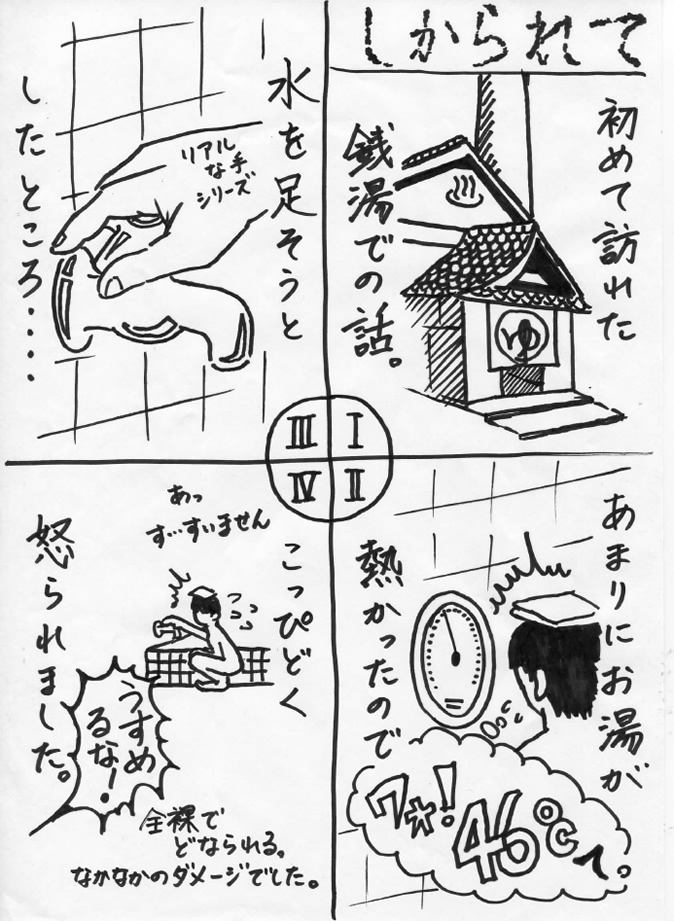 しかられて
初めて訪れた
銭湯での話。
ゆ
I
II
あまりにお湯が
熱かったので
46℃て。
III
水を足そうと
したところ・・・・
リアル
な手
シリーズ
IV
あっ
す…すいません
こっぴどく
怒られました。
うすめ
るな!
全裸で
どなられる。
なかなかのダメージでした。